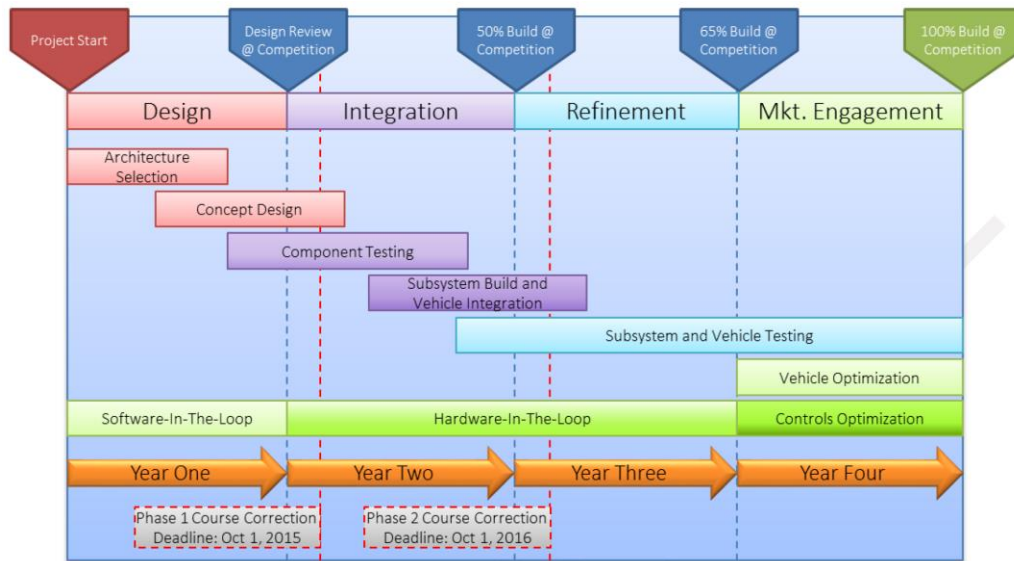 Project Start
Design Review
@ Competition
50% Build @
Competition
65% Build @
Competition
100% Build @
Competition
Design
Integration
Refinement
Mkt. Engagement
Architecture
Selection
Concept Design
Component Testing
Subsystem Build and
Vehicle Integration
Subsystem and Vehicle Testing
Vehicle Optimization
Software-In-The-Loop
Hardware-In-The-Loop
Controls Optimization
Year One
Year Two
Year Three
Year Four
Phase 1 Course Correction
Deadline: Oct 1, 2015
Phase 2 Course Correction
Deadline: Oct 1, 2016